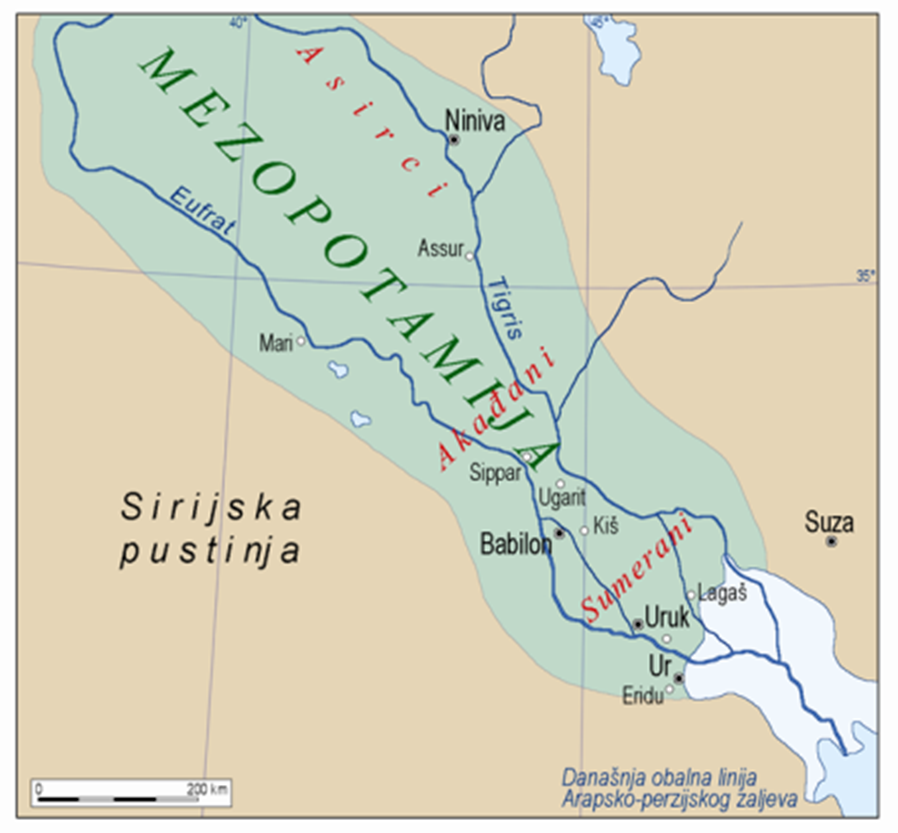 40°
45°
MEZOPOTAMIJA
Asirci
Niniva
Eufrat
Assur
35°
Tigris
Mari
Akađani
Sippar
Ugarit
Sirijska
pustinja
Kiš
Babilon
Suza
Sumerani
Lagaš
Uruk
Ur
Eridu
Današnja obalna linija
Arapsko-perzijskog zaljeva
0 200 km